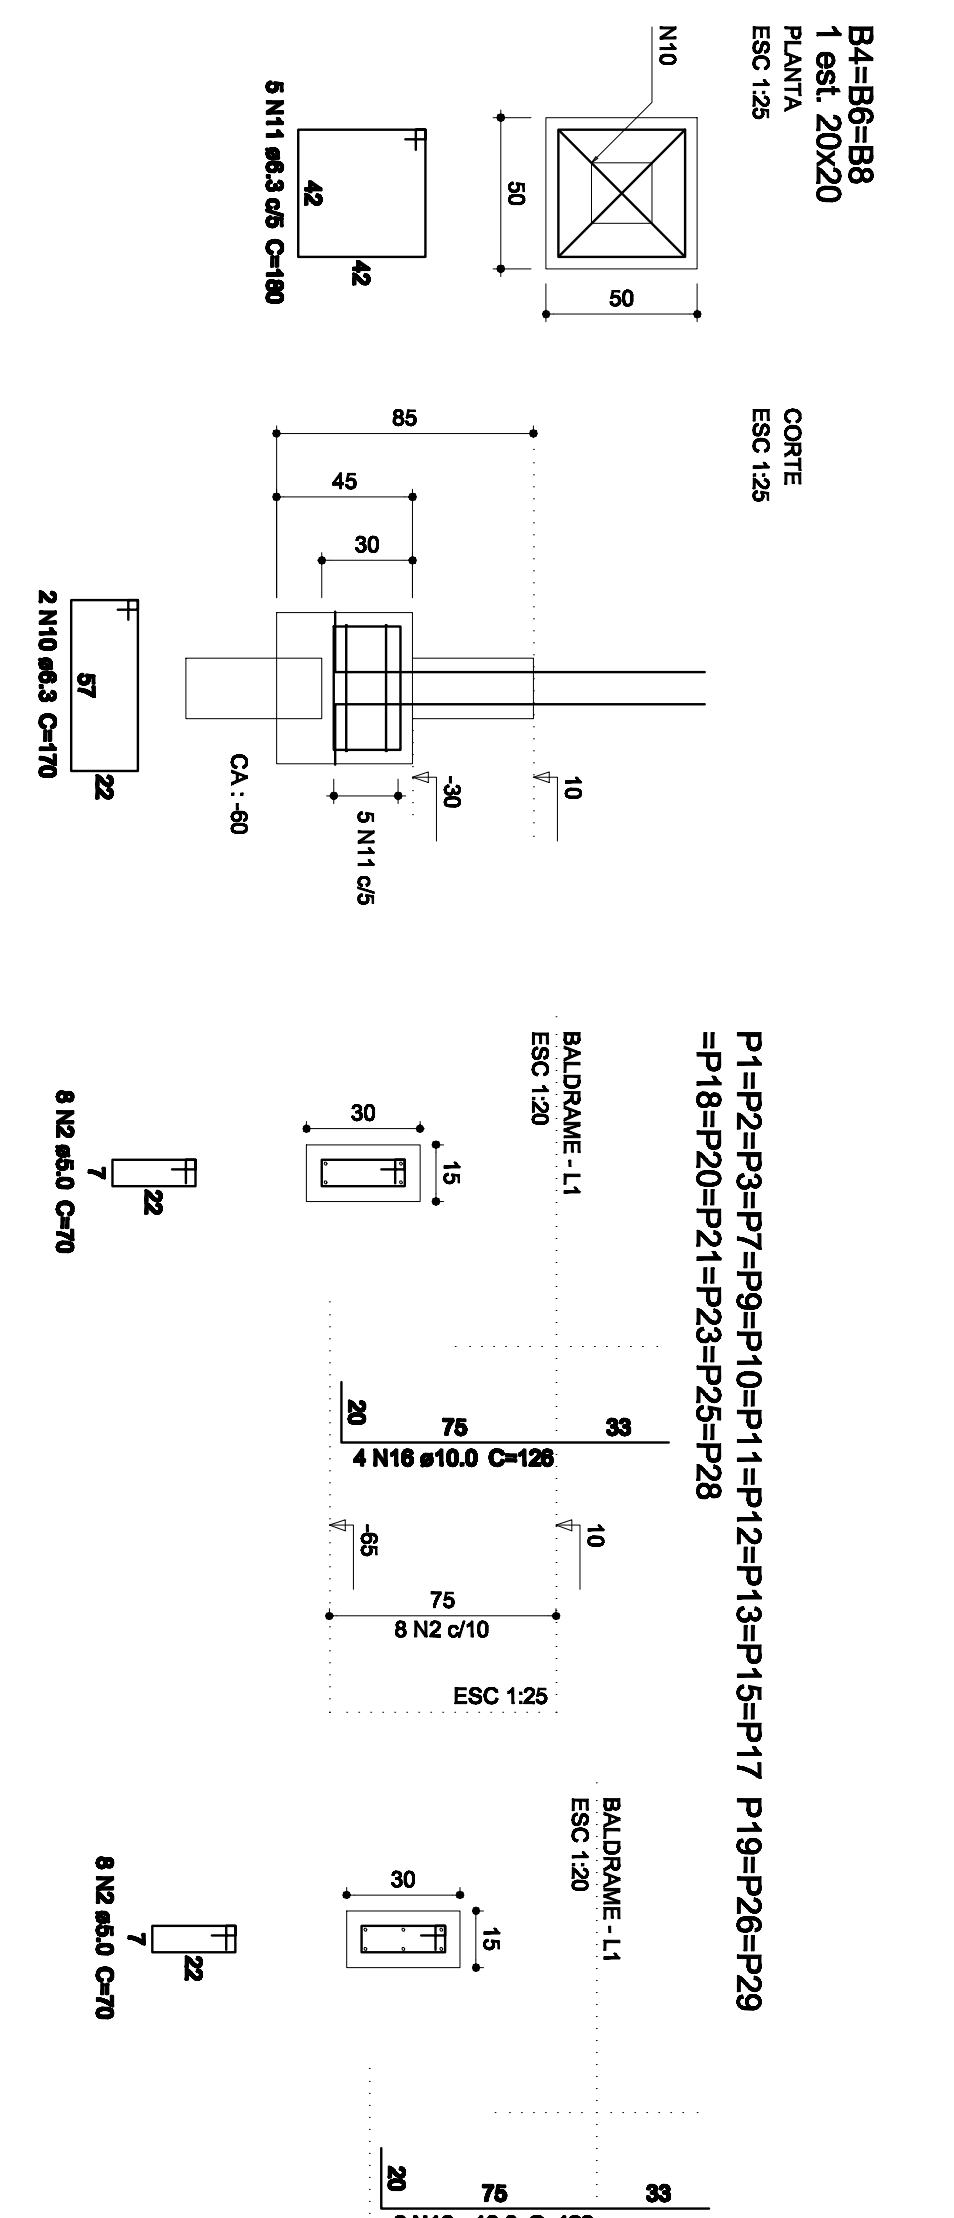 B4=B6=B8
1 est. 20x20
PLANTA
ESC 1:25
N10
50
50
42
42
5 N11 ø6.3 c/5 C=180
CORTE
ESC 1:25
85
45
30
10
-30
5 N11 c/5
CA : -60
57
22
2 N10 ø6.3 C=170
P1=P2=P3=P7=P9=P10=P11=P12=P13=P15=P17
=P18=P20=P21=P23=P25=P28
BALDRAME - L1
ESC 1:20
30
15
22
7
8 N2 ø5.0 C=70
33
75
20
4 N16 ø10.0 C=126
10
-65
75
8 N2 c/10
ESC 1:25
P19=P26=P29
BALDRAME - L1
ESC 1:20
30
15
22
7
8 N2 ø5.0 C=70
33
75
20